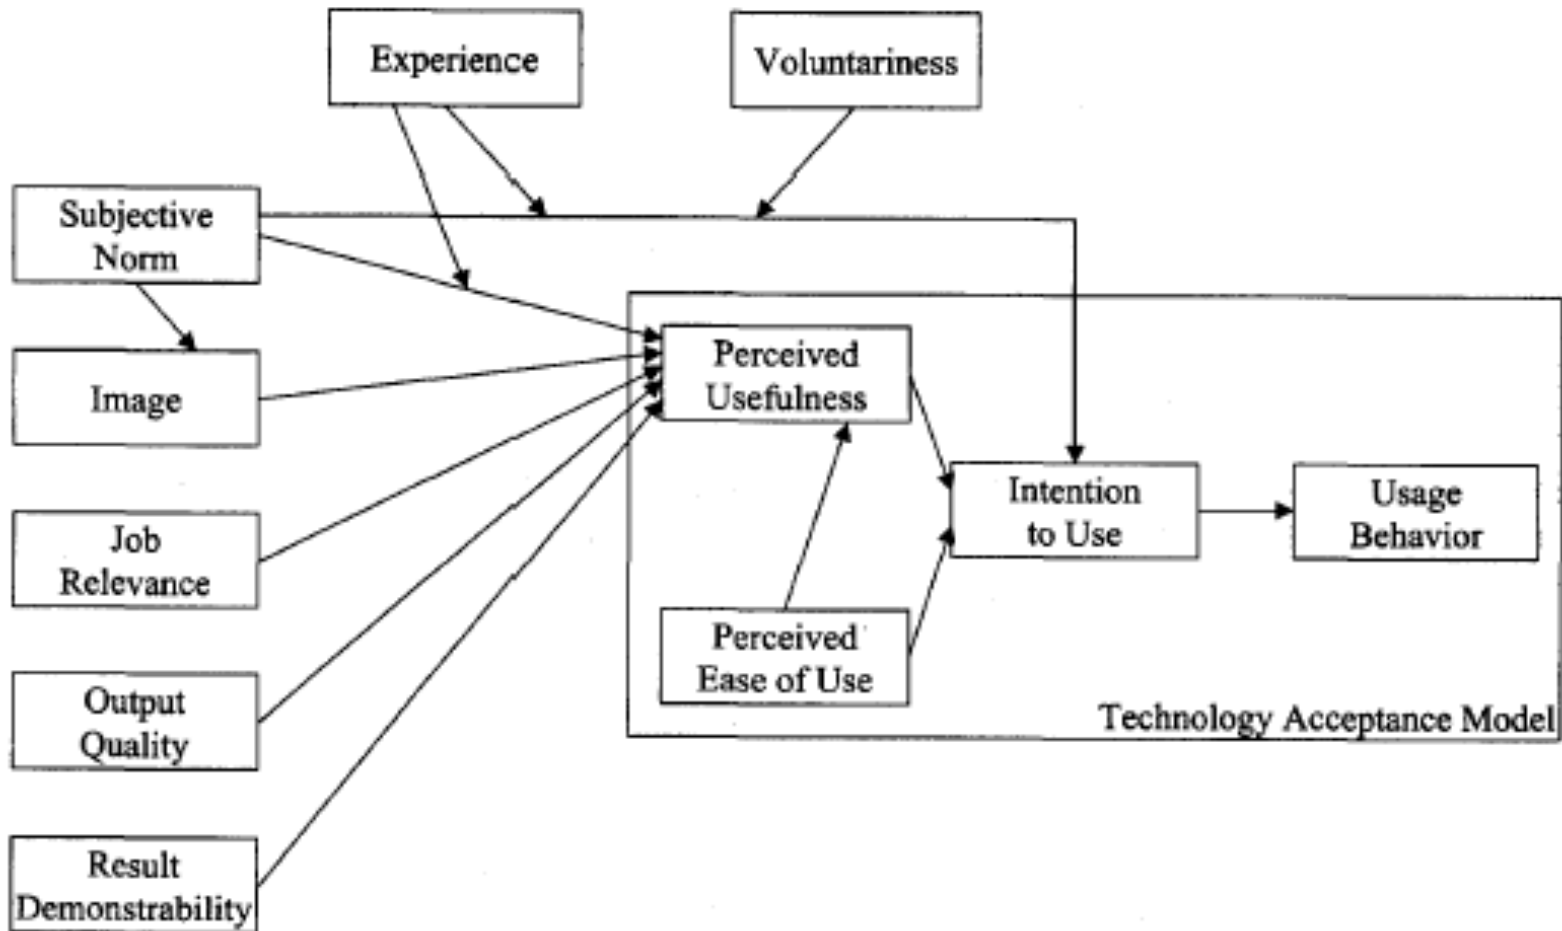 Experience
Voluntariness
Subjective
Norm
Image
Perceived
Usefulness
Job
Relevance
Intention
to Use
Usage
Behavior
Perceived
Ease of Use
Output
Quality
Technology Acceptance Model
Result
Demonstrability